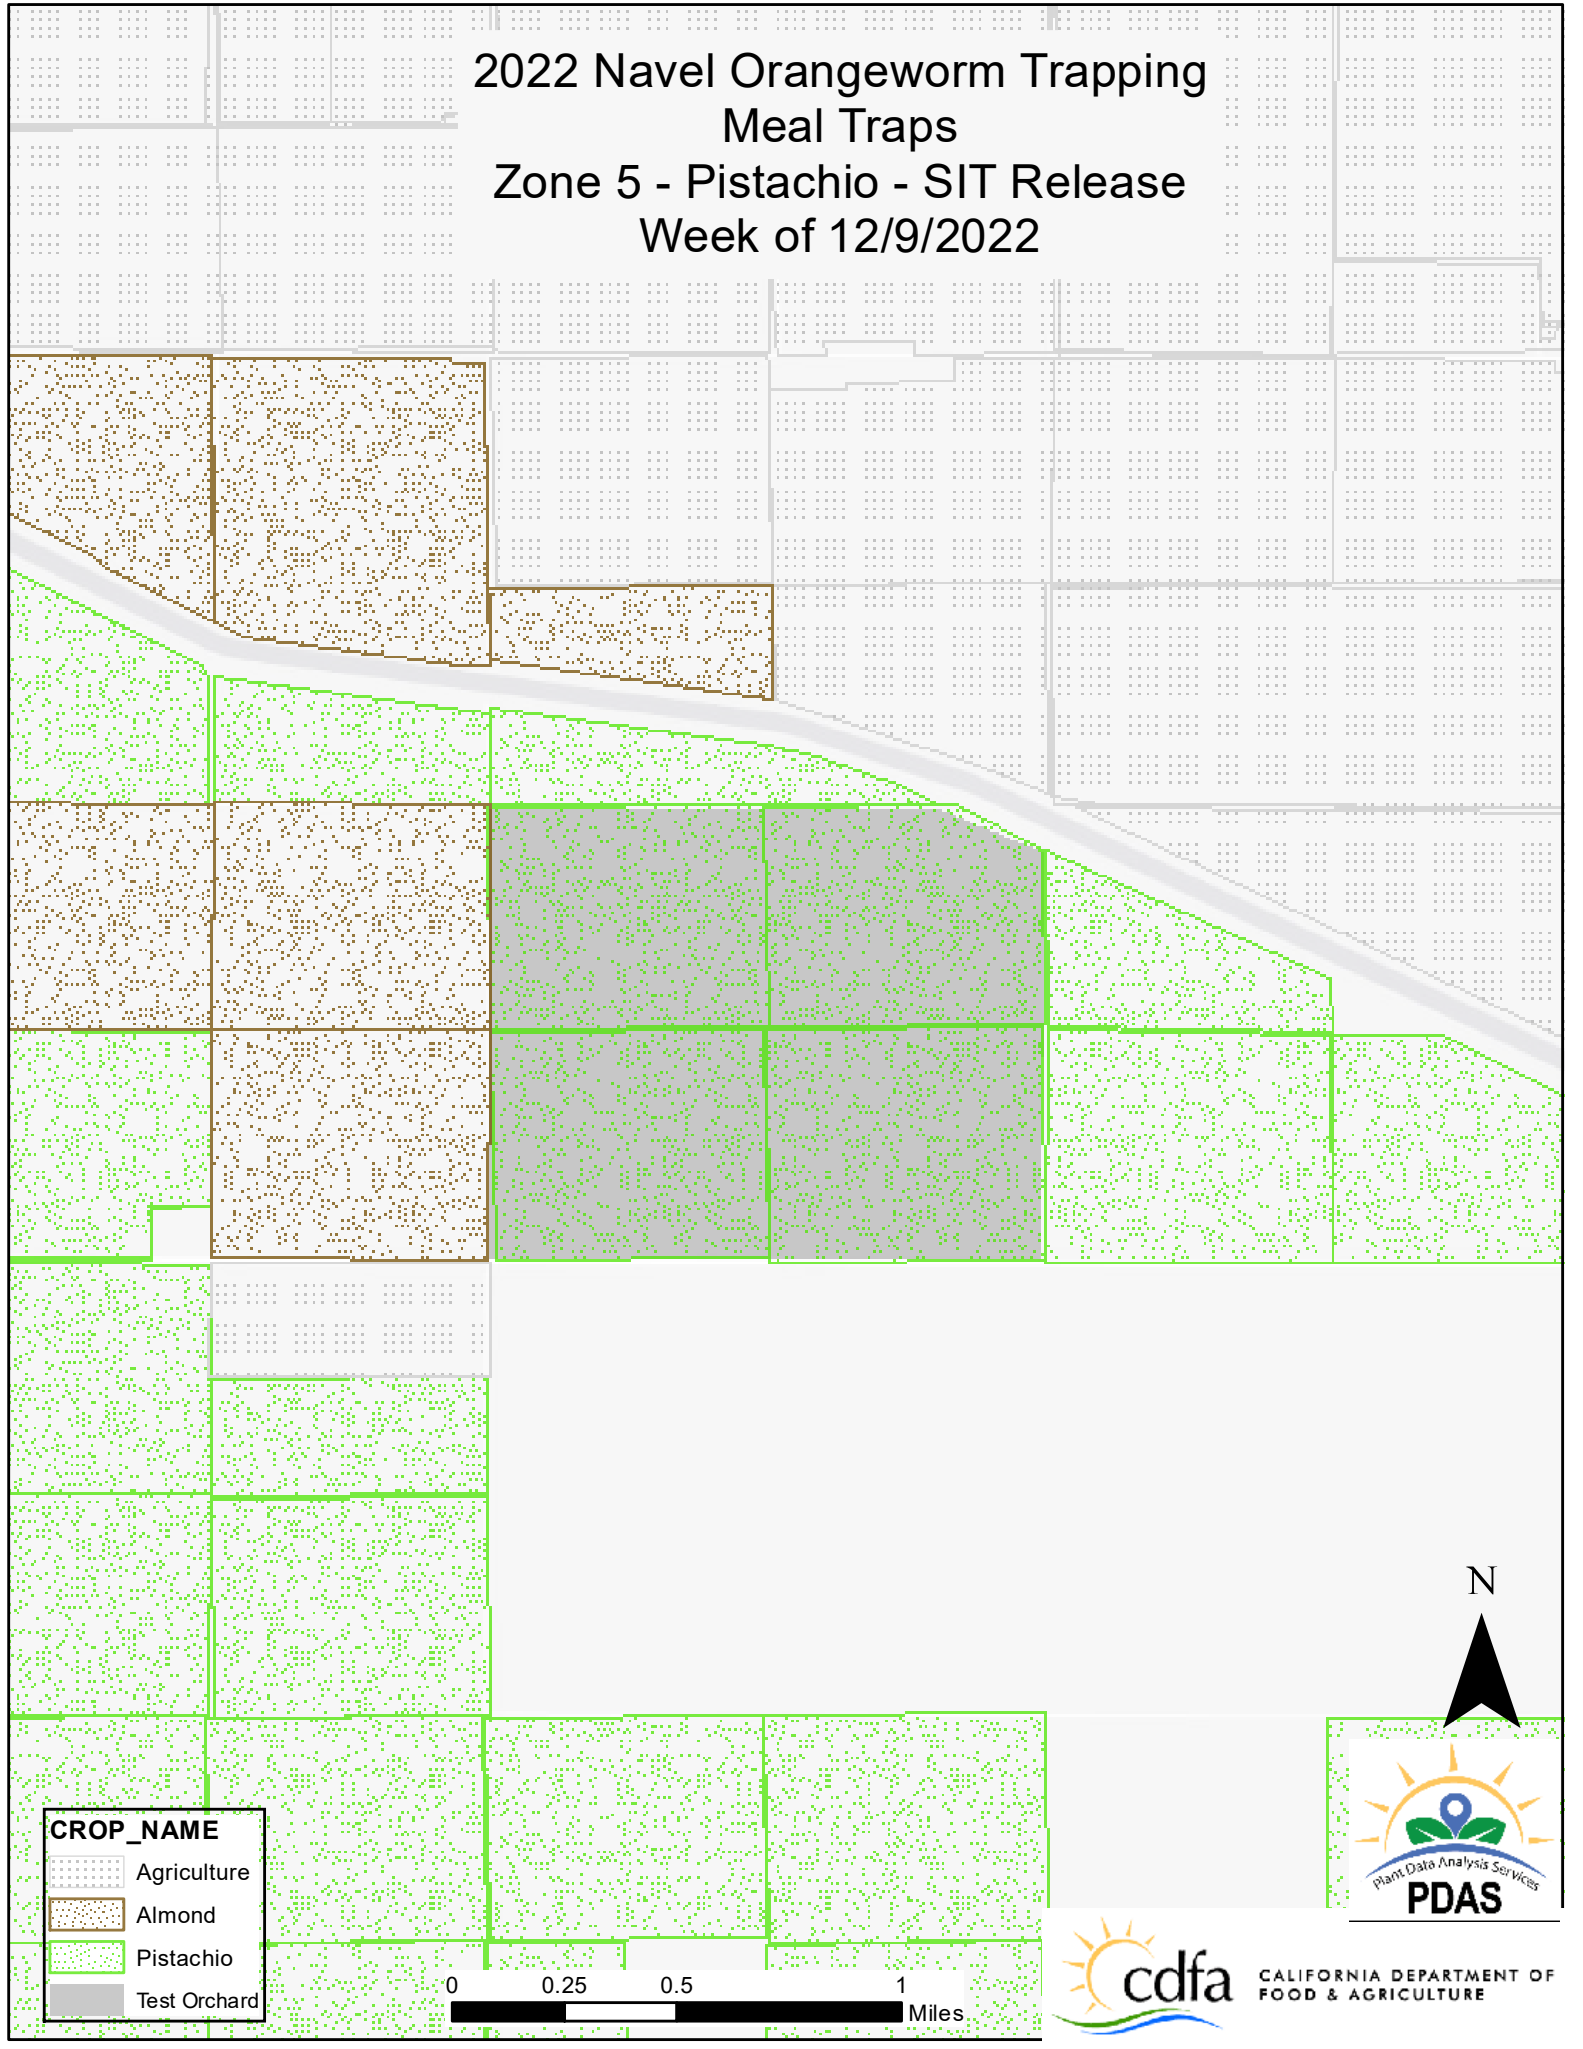 2022 Navel Orangeworm Trapping
Meal Traps
Zone 5 - Pistachio - SIT Release
Week of 12/9/2022
N
CROP_NAME
Agriculture
Almond
Pistachio
Test Orchard
0 0.25 0.5 1
Miles
Plant Data Analysis Services
PDAS
cdfa
CALIFORNIA DEPARTMENT OF
FOOD & AGRICULTURE